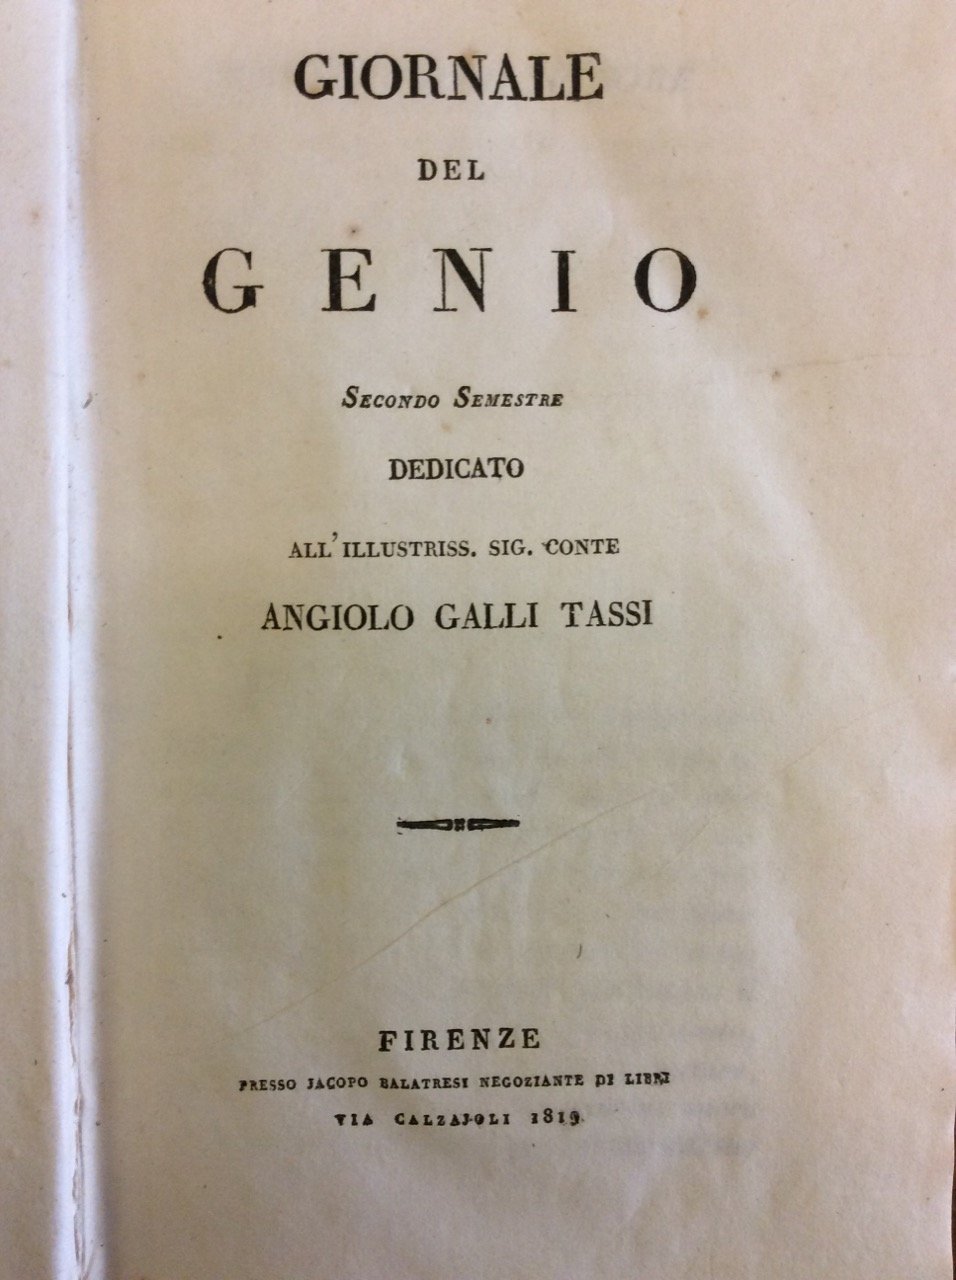 GIORNALE
DEL
GENIO
SECONDO SEMESTRE
DEDICATO
ALL'ILLUSTRISS. SIG. CONTE
ANGIOLO GALLI TASSI
FIRENZE
PRESSO JACOPO BALATRESI NEGOZIANTE DI LIBRI
VIA CALZAJOLI 1819